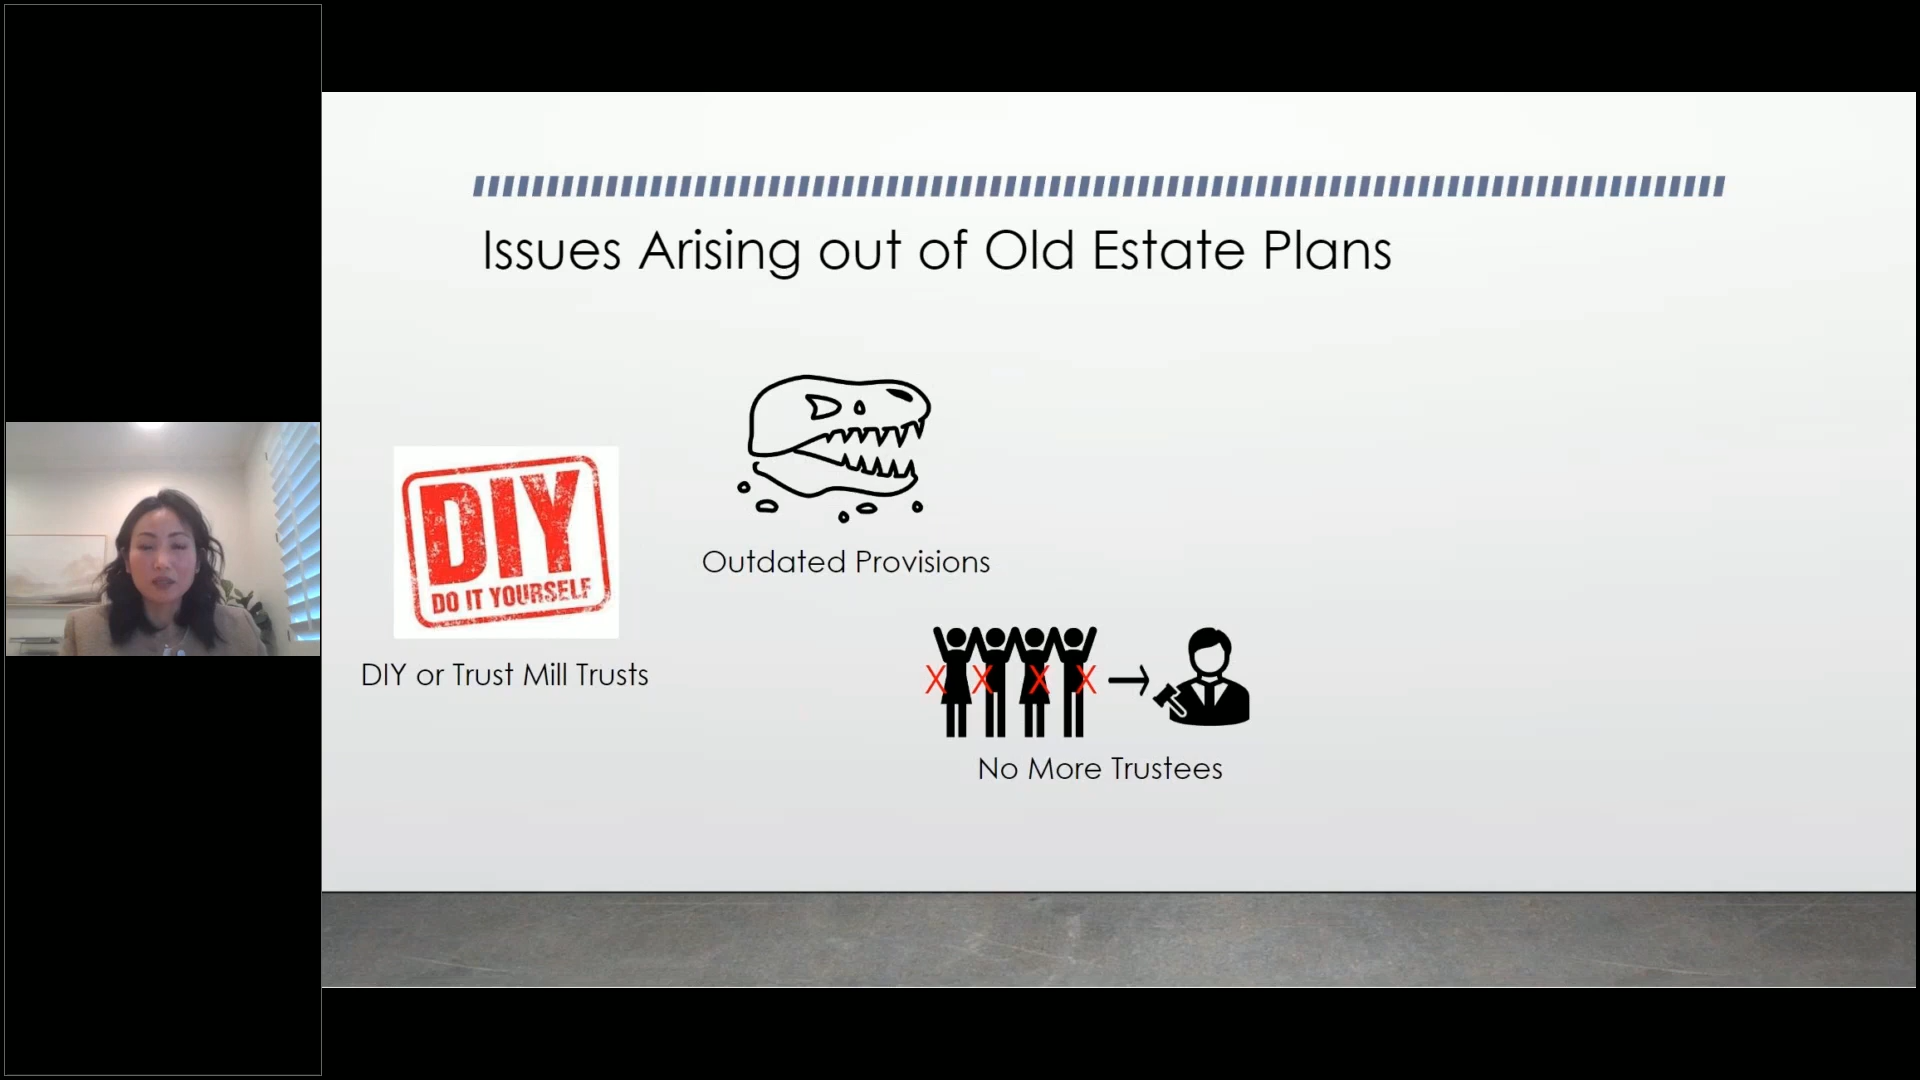 Issues Arising out of Old Estate Plans
DIY
DO IT YOURSELF
DIY or Trust Mill Trusts
Outdated Provisions
X X X X
No More Trustees